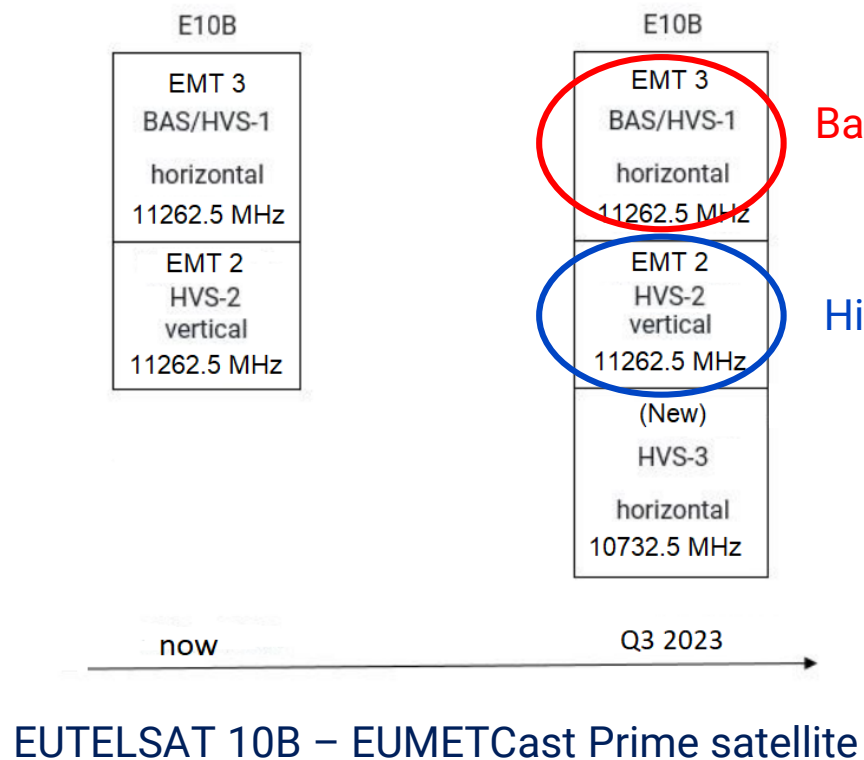 E10B
EMT 3
BAS/HVS-1
horizontal
11262.5 MHz
EMT 2
HVS-2
vertical
11262.5 MHz
E10B
EMT 3
BAS/HVS-1
horizontal
11262.5 MHz
EMT 2
HVS-2
vertical
11262.5 MHz
(New)
HVS-3
horizontal
10732.5 MHz
Ba
Hi
now
Q3 2023
EUTELSAT 10B – EUMETCast Prime satellite